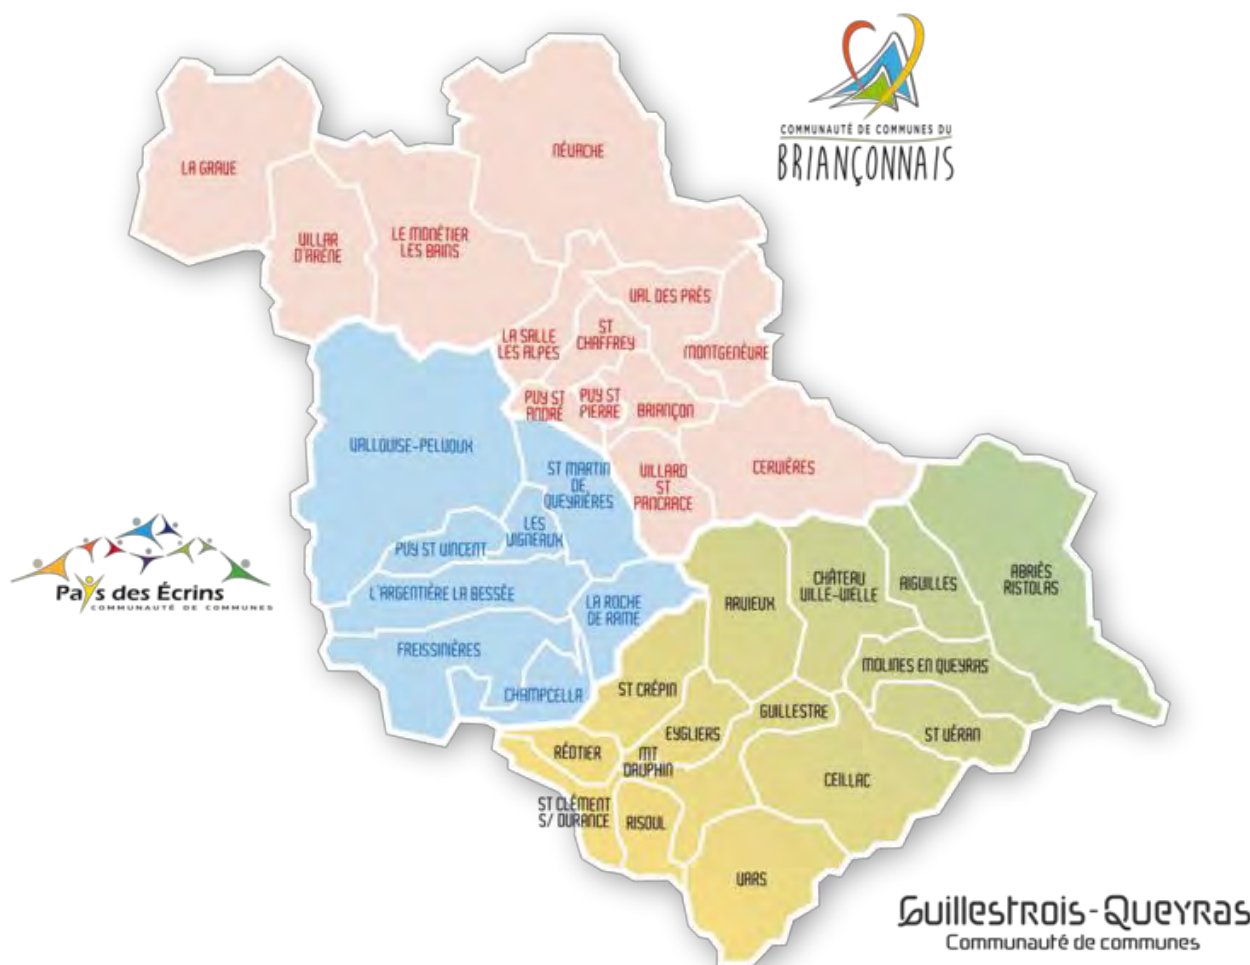 COMMUNAUTÉ DE COMMUNES DU
BRIANÇONNAIS
NÉVACHE
LA GRAVE
VILLAR
D'ARÈNE
LE MONÊTIER
LES BAINS
VAL DES PRÈS
LA SALLE
LES ALPES
ST
CHAFFREY
MONTGENÈVRE
PUY ST
ANDRÉ
PUY ST
PIERRE
BRIANÇON
VILLARD
ST
PANCRACE
CERVIÈRES
VALLOUISE-PELVOUX
ST MARTIN
DE
QUEYRIÈRES
LES
VIGNEAUX
PUY ST VINCENT
L'ARGENTIÈRE LA BESSÉE
LA ROCHE
DE RAME
FREISSINIÈRES
CHAMPCELLA
Pays des Écrins
COMMUNAUTÉ DE COMMUNES
ARVIEUX
CHÂTEAU
VILLE-VIELLE
AIGUILLES
ABRIÈS
RISTOLAS
MOLINES EN QUEYRAS
ST CRÉPIN
GUILLESTRE
EYGLIERS
ST VÉRAN
RÉOTIER
MT
DAUPHIN
CEILLAC
ST CLÉMENT
S/ DURANCE
RISOUL
VARS
Guillestrois-Queyras
Communauté de communes